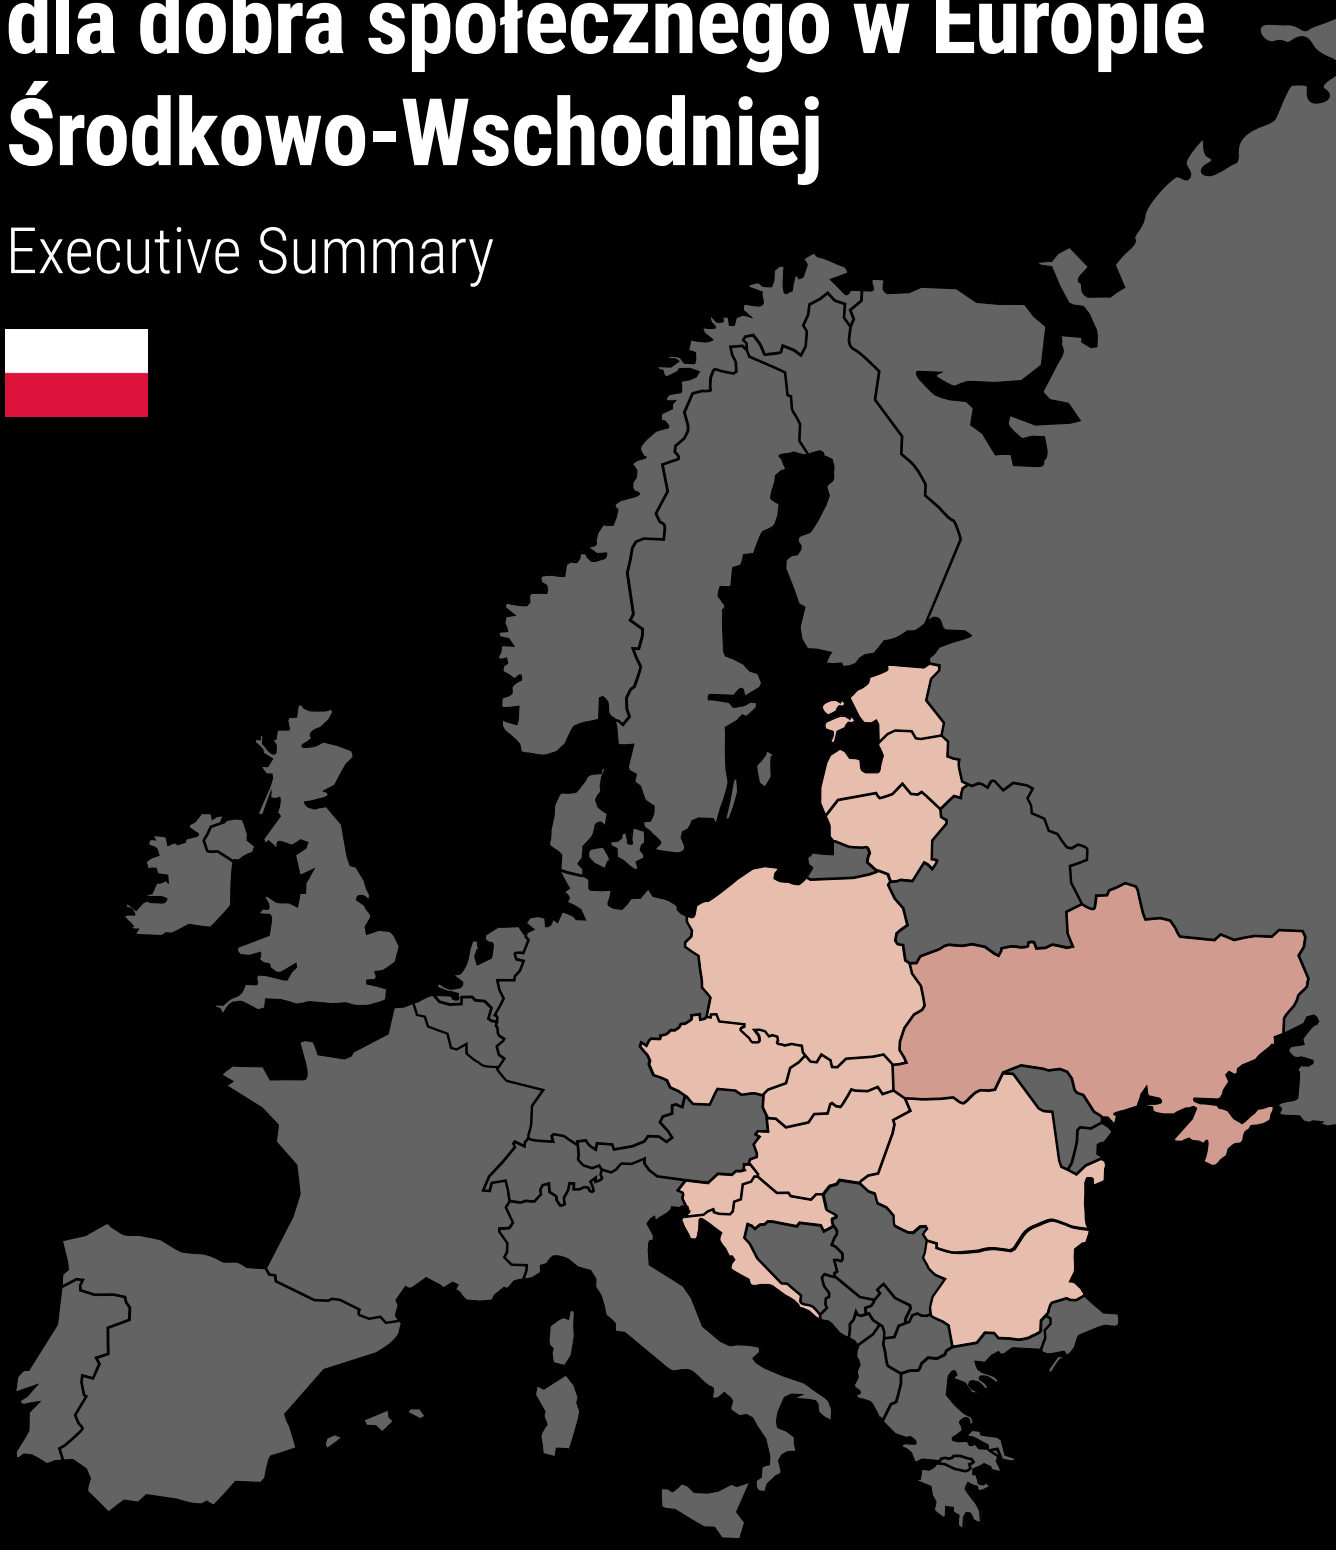 dla dobra społecznego w Europie
Środkowo-Wschodniej
Executive Summary